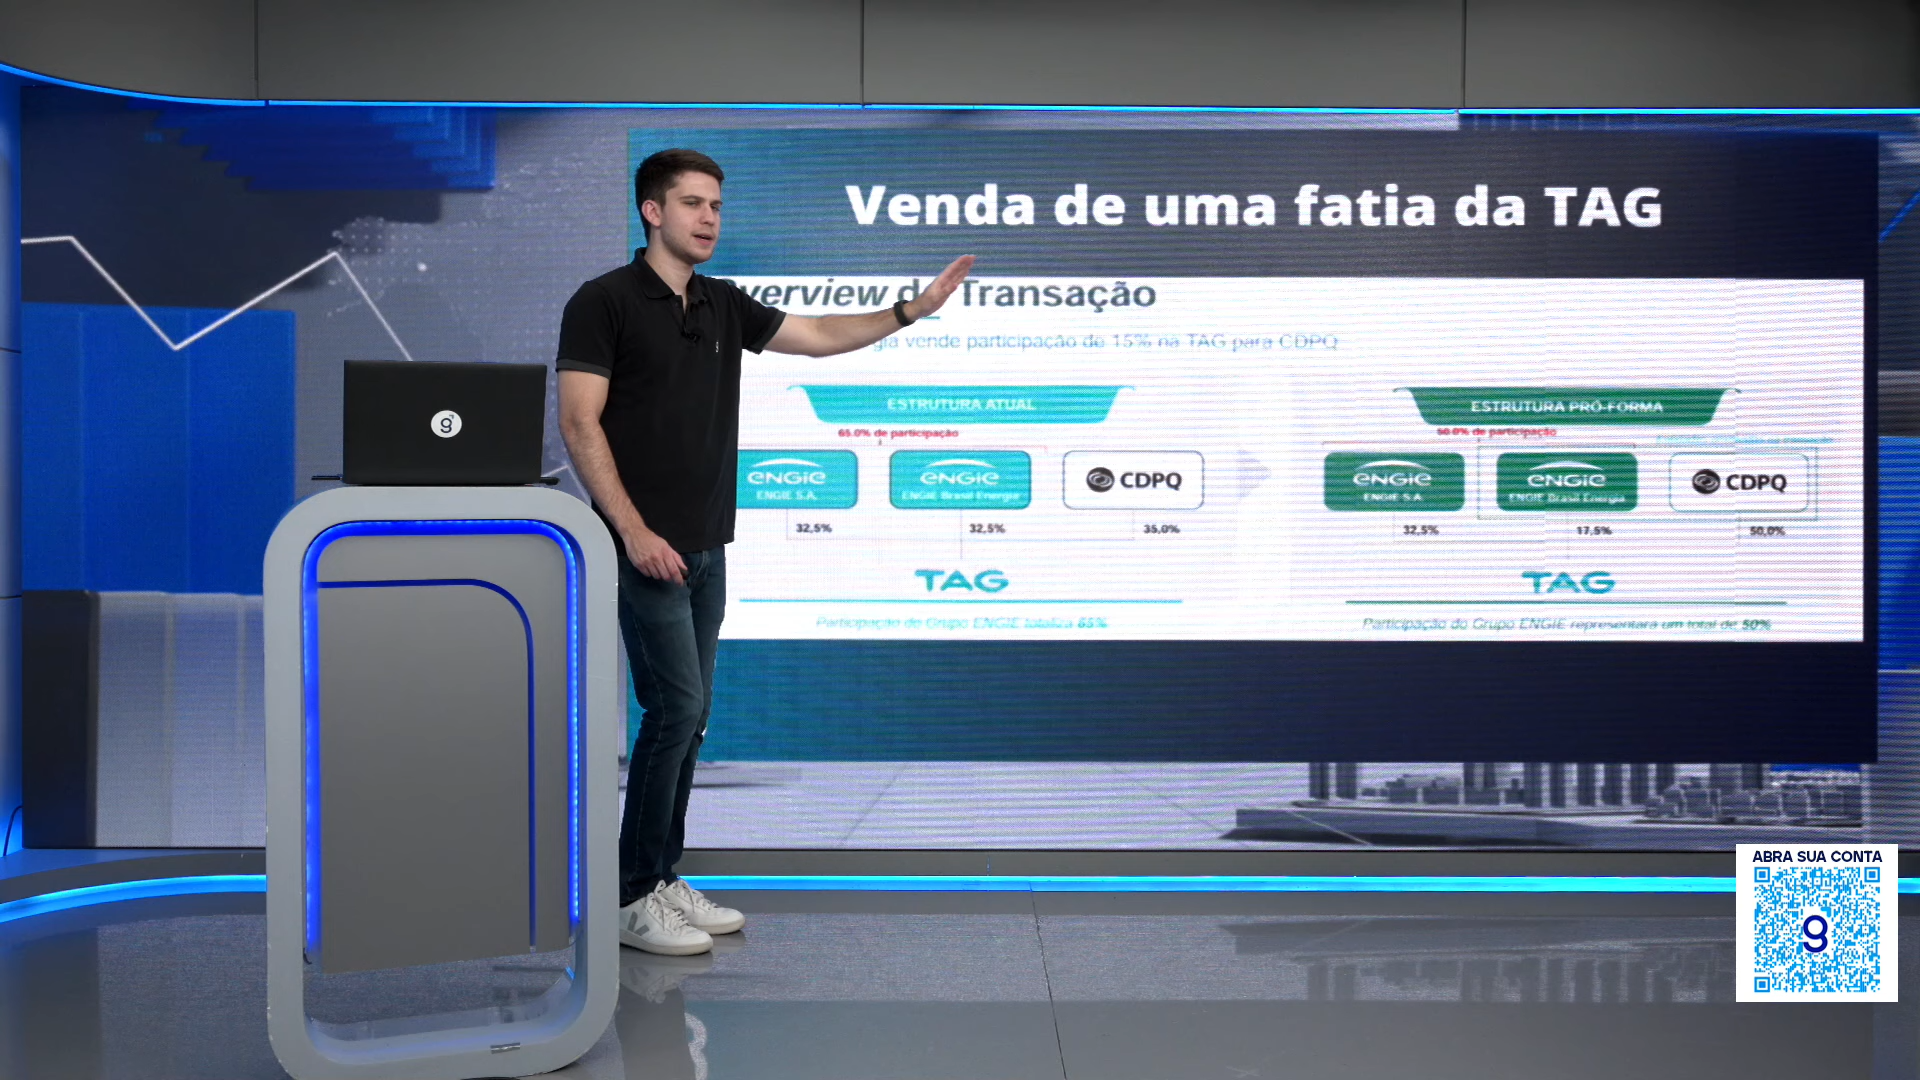 Venda de uma fatia da TAG
Overview da Transação
gia vende participação de 15% na TAG para CDPQ
ESTRUTURA ATUAL
65.0% de participação
ENGIE
ENGIE S.A.
ENGIE
ENGIE Brasil Energia
CDPQ
32,5%
32,5%
35,0%
TAG
Participação do Grupo ENGIE totaliza 65%
ESTRUTURA PRÓ-FORMA
50.0% de participação
ENGIE
ENGIE S.A.
ENGIE
ENGIE Brasil Energia
CDPQ
32,5%
17,5%
50,0%
TAG
Participação do Grupo ENGIE representará um total de 50%
g
ABRA SUA CONTA
g